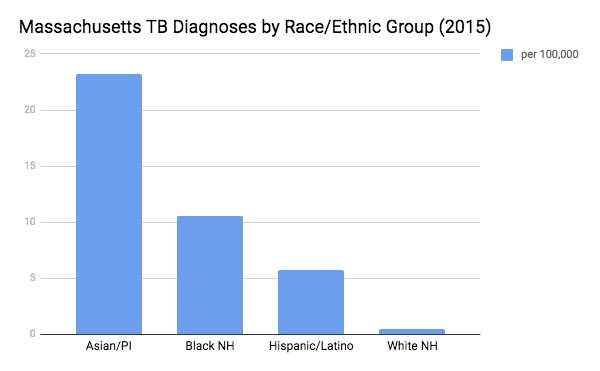 Massachusetts TB Diagnoses by Race/Ethnic Group (2015)
per 100,000
25
20
15
10
5
0
Asian/PI
Black NH
Hispanic/Latino
White NH